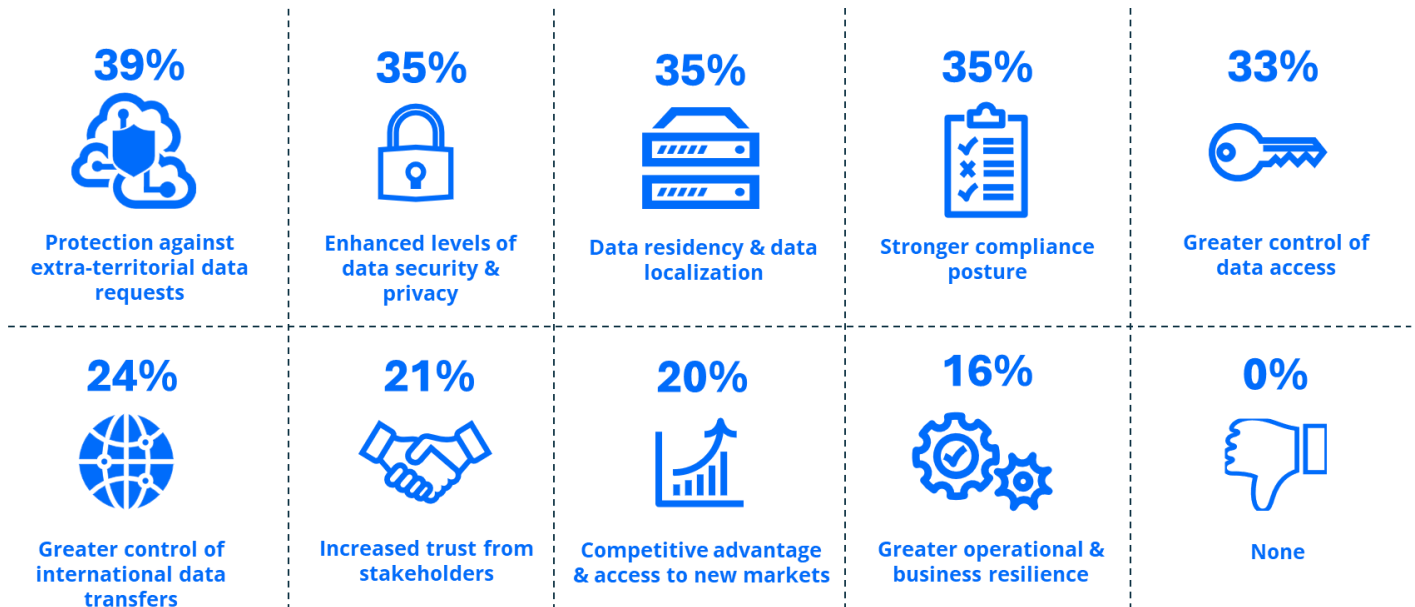 39%
Protection against
extra-territorial data
requests
35%
Enhanced levels of
data security &
privacy
35%
Data residency & data
localization
35%
Stronger compliance
posture
33%
Greater control of
data access
24%
Greater control of
international data
transfers
21%
Increased trust from
stakeholders
20%
Competitive advantage
& access to new markets
16%
Greater operational &
business resilience
0%
None